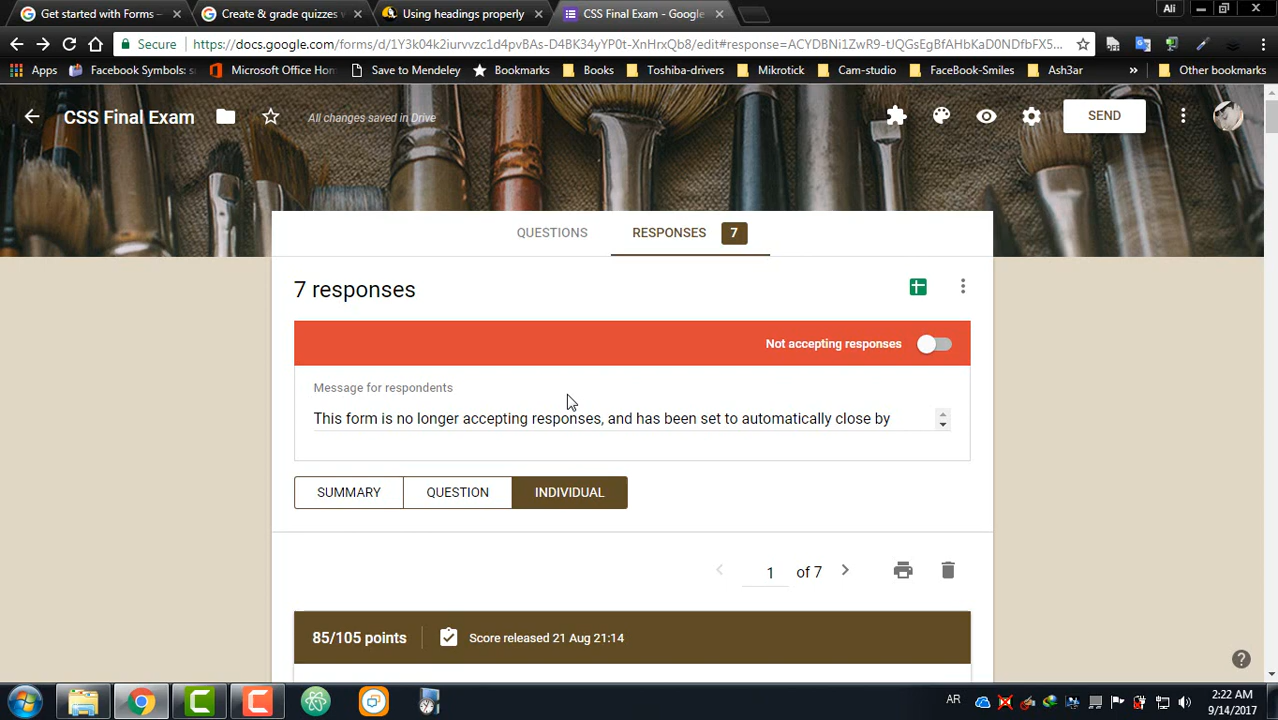 Get started with Forms –
Create & grade quizzes w
Using headings properly
CSS Final Exam - Google
Ali
Secure
https://docs.google.com/forms/d/1Y3k04k2iurvvzc1d4pvBAs-D4BK34yYP0t-XnHrxQb8/edit#response=ACYDBNi1ZwR9-tJQGsEgBfAHbKaD0NDfbFX5...
Apps
Facebook Symbols:
Microsoft Office Hom
Save to Mendeley
Bookmarks
Books
Toshiba-drivers
Mikrotick
Cam-studio
FaceBook-Smiles
Ash3ar
»
Other bookmarks
CSS Final Exam
All changes saved in Drive
SEND
QUESTIONS
RESPONSES 7
7 responses
Not accepting responses
Message for respondents
This form is no longer accepting responses, and has been set to automatically close by
SUMMARY QUESTION INDIVIDUAL
1 of 7
85/105 points
Score released 21 Aug 21:14
AR
2:22 AM
9/14/2017